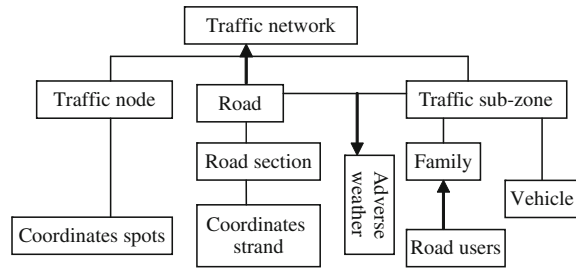 Traffic network
Traffic node
Road
Traffic sub-zone
Road section
Adverse
weather
Family
Vehicle
Coordinates spots
Coordinates
strand
Road users